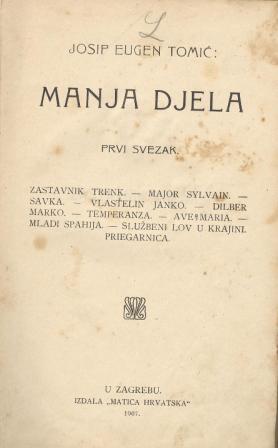 L
JOSIP EUGEN TOMIĆ:
MANJA DJELA
PRVI SVEZAK.
ZASTAVNIK TRENK. — MAJOR SYLVAIN. —
SAVKA. — VLASTELIN JANKO. — DILBER
MARKO. — TEMPERANZA. — AVE MARIA. —
MLADI SPAHIJA. — SLUŽBENI LOV U KRAJINI.
PRIEGARNICA.
U ZAGREBU.
IZDALA „MATICA HRVATSKA“
1907.